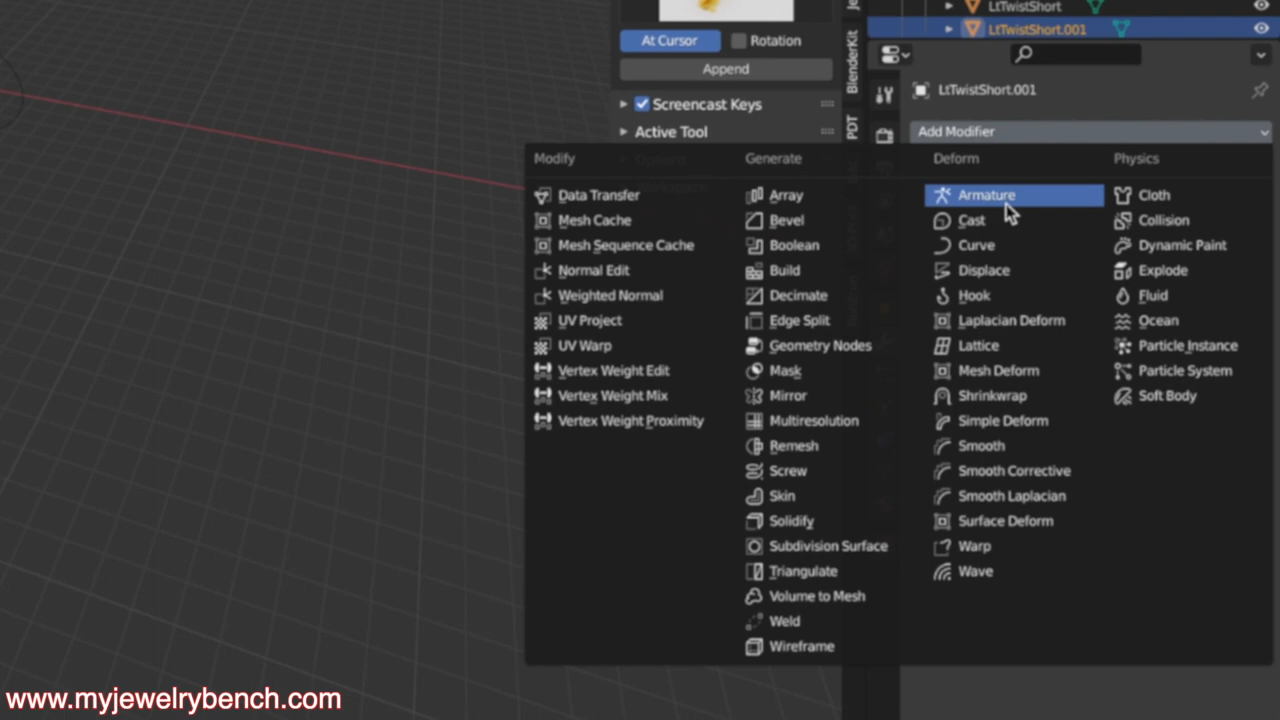 LtTwistShort
LtTwistShort.001
At Cursor
Rotation
Append
BlenderKit
Screencast Keys
LtTwistShort.001
PDT
Active Tool
Add Modifier
Modify
Generate
Deform
Physics
Data Transfer
Mesh Cache
Mesh Sequence Cache
Normal Edit
Weighted Normal
UV Project
UV Warp
Vertex Weight Edit
Vertex Weight Mix
Vertex Weight Proximity
Array
Bevel
Boolean
Build
Decimate
Edge Split
Geometry Nodes
Mask
Mirror
Multiresolution
Remesh
Screw
Skin
Solidify
Subdivision Surface
Triangulate
Volume to Mesh
Weld
Wireframe
Armature
Cast
Curve
Displace
Hook
Laplacian Deform
Lattice
Mesh Deform
Shrinkwrap
Simple Deform
Smooth
Smooth Corrective
Smooth Laplacian
Surface Deform
Warp
Wave
Cloth
Collision
Dynamic Paint
Explode
Fluid
Ocean
Particle Instance
Particle System
Soft Body
www.myjewelrybench.com